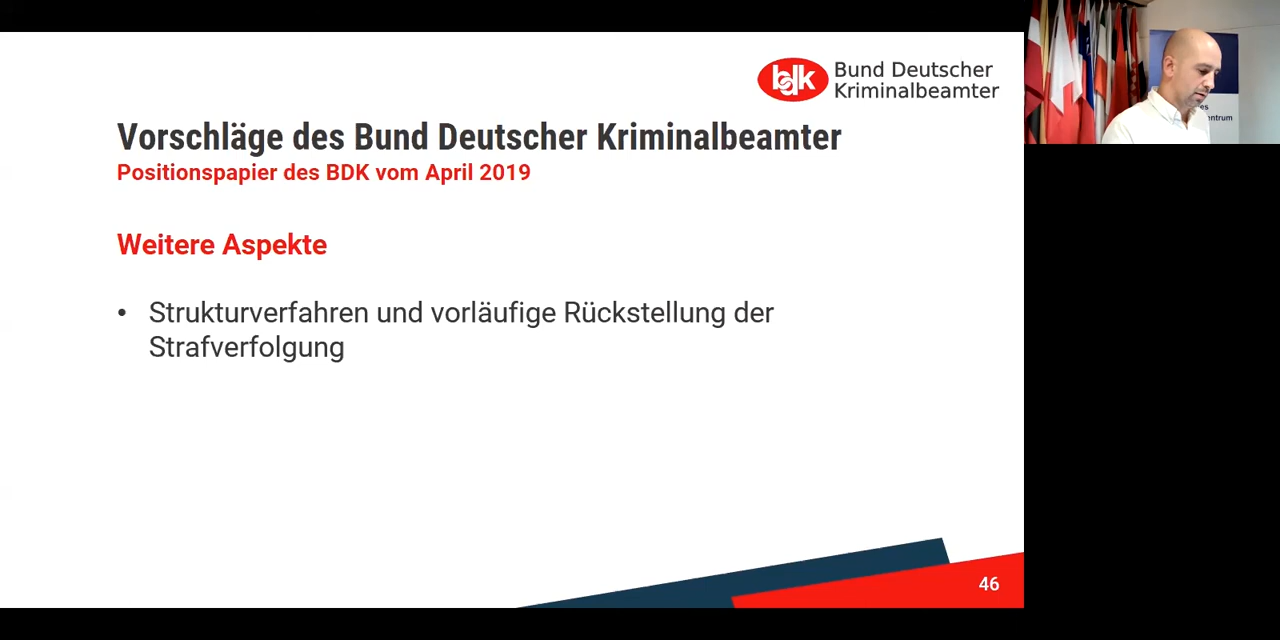 bdk
Bund Deutscher
Kriminalbeamter
Vorschläge des Bund Deutscher Kriminalbeamter
Positionspapier des BDK vom April 2019
Weitere Aspekte
• Strukturverfahren und vorläufige Rückstellung der
Strafverfolgung
46